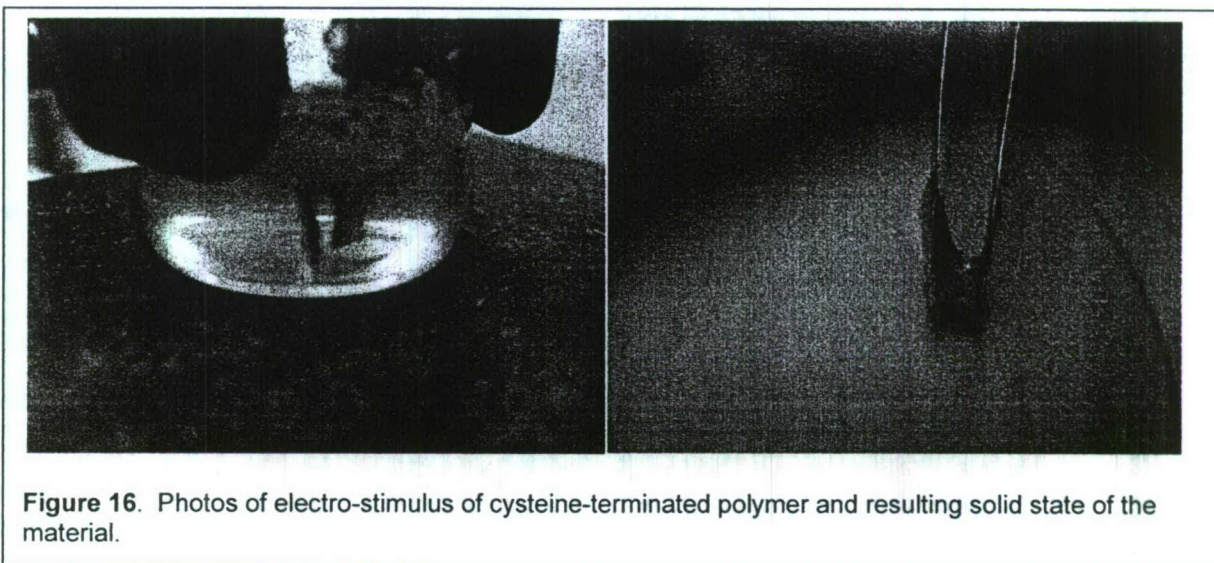 Figure 16. Photos of electro-stimulus of cysteine-terminated polymer and resulting solid state of the
material.